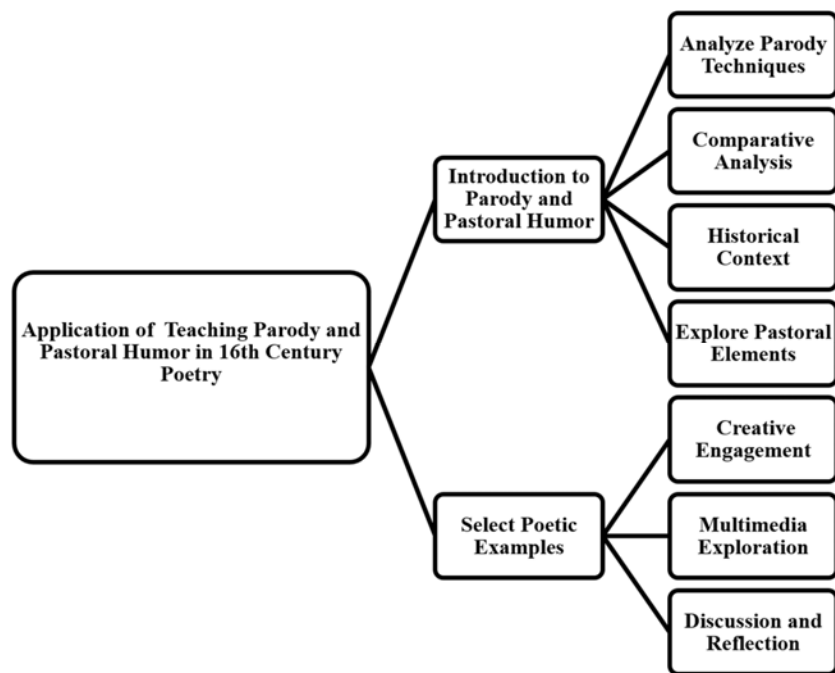 Application of Teaching Parody and
Pastoral Humor in 16th Century
Poetry
Introduction to
Parody and
Pastoral Humor
Analyze Parody
Techniques
Comparative
Analysis
Historical
Context
Explore Pastoral
Elements
Select Poetic
Examples
Creative
Engagement
Multimedia
Exploration
Discussion and
Reflection